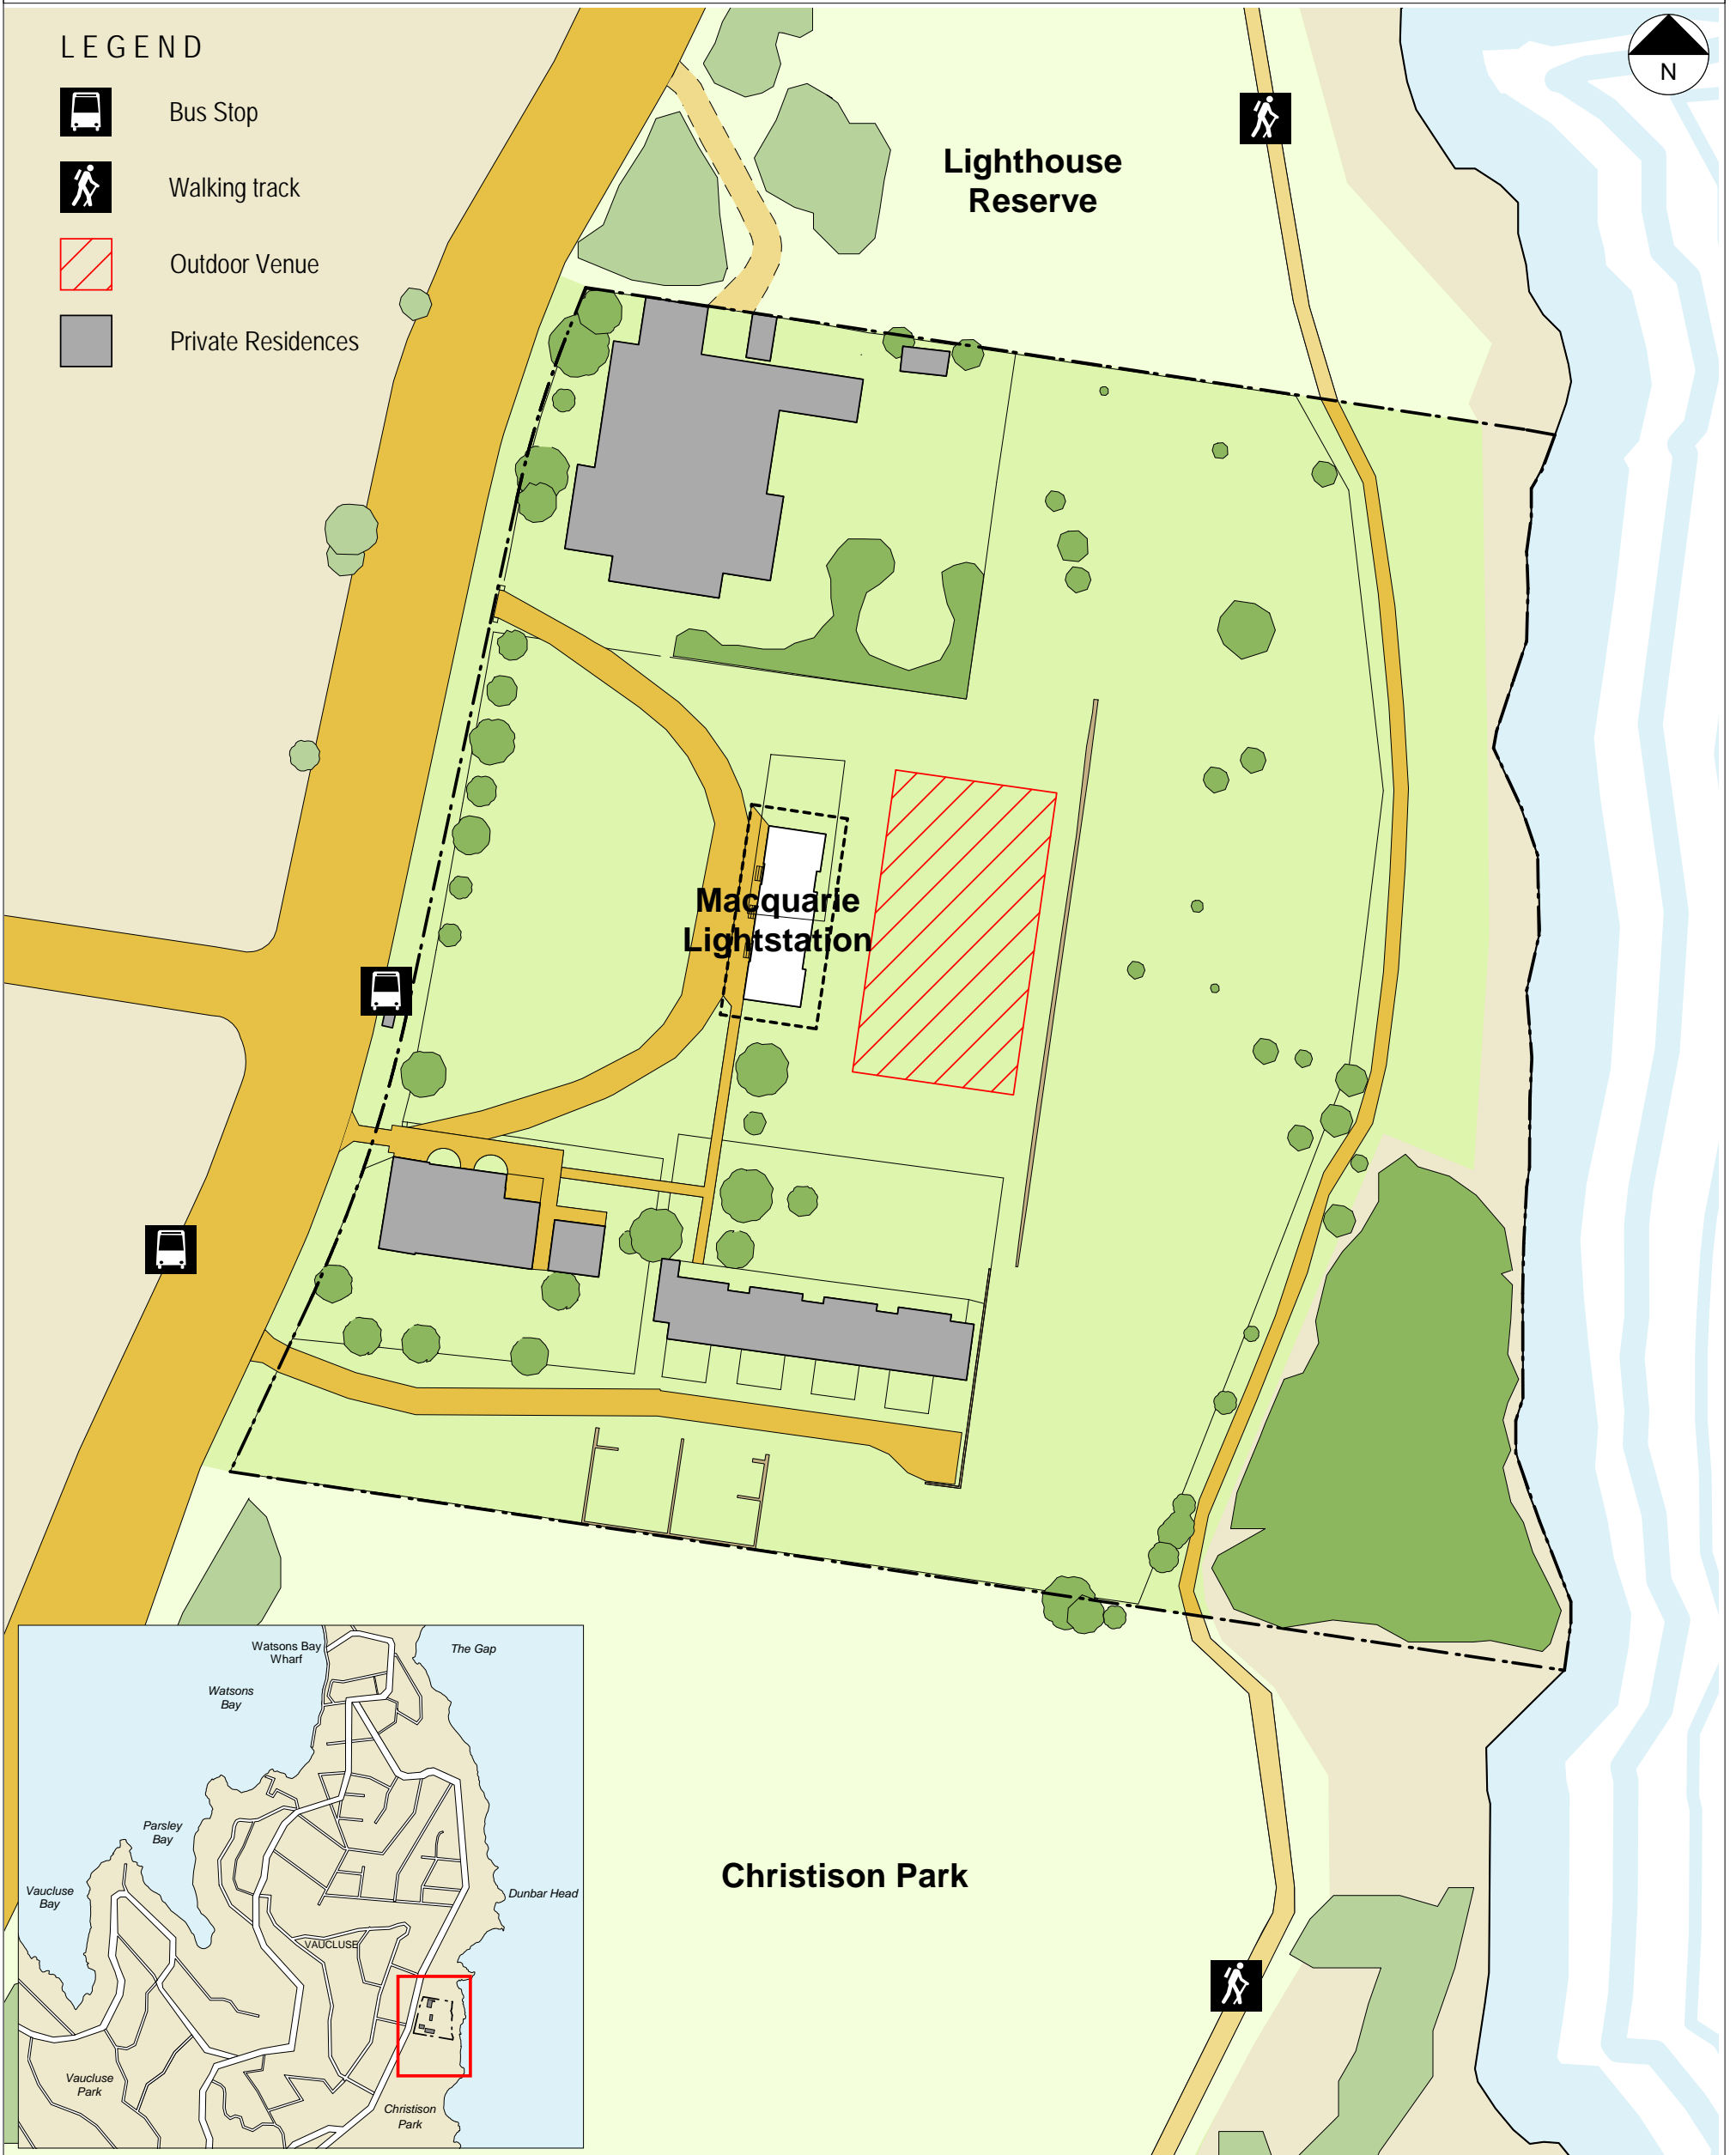 LEGEND
Bus Stop
Walking track
Outdoor Venue
Private Residences
N
Lighthouse
Reserve
Macquarie
Lightstation
Christison Park
Watsons Bay
Wharf
The Gap
Watsons
Bay
Parsley
Bay
Vaucluse
Bay
Dunbar Head
VAUCLUSE
Vaucluse
Park
Christison
Park